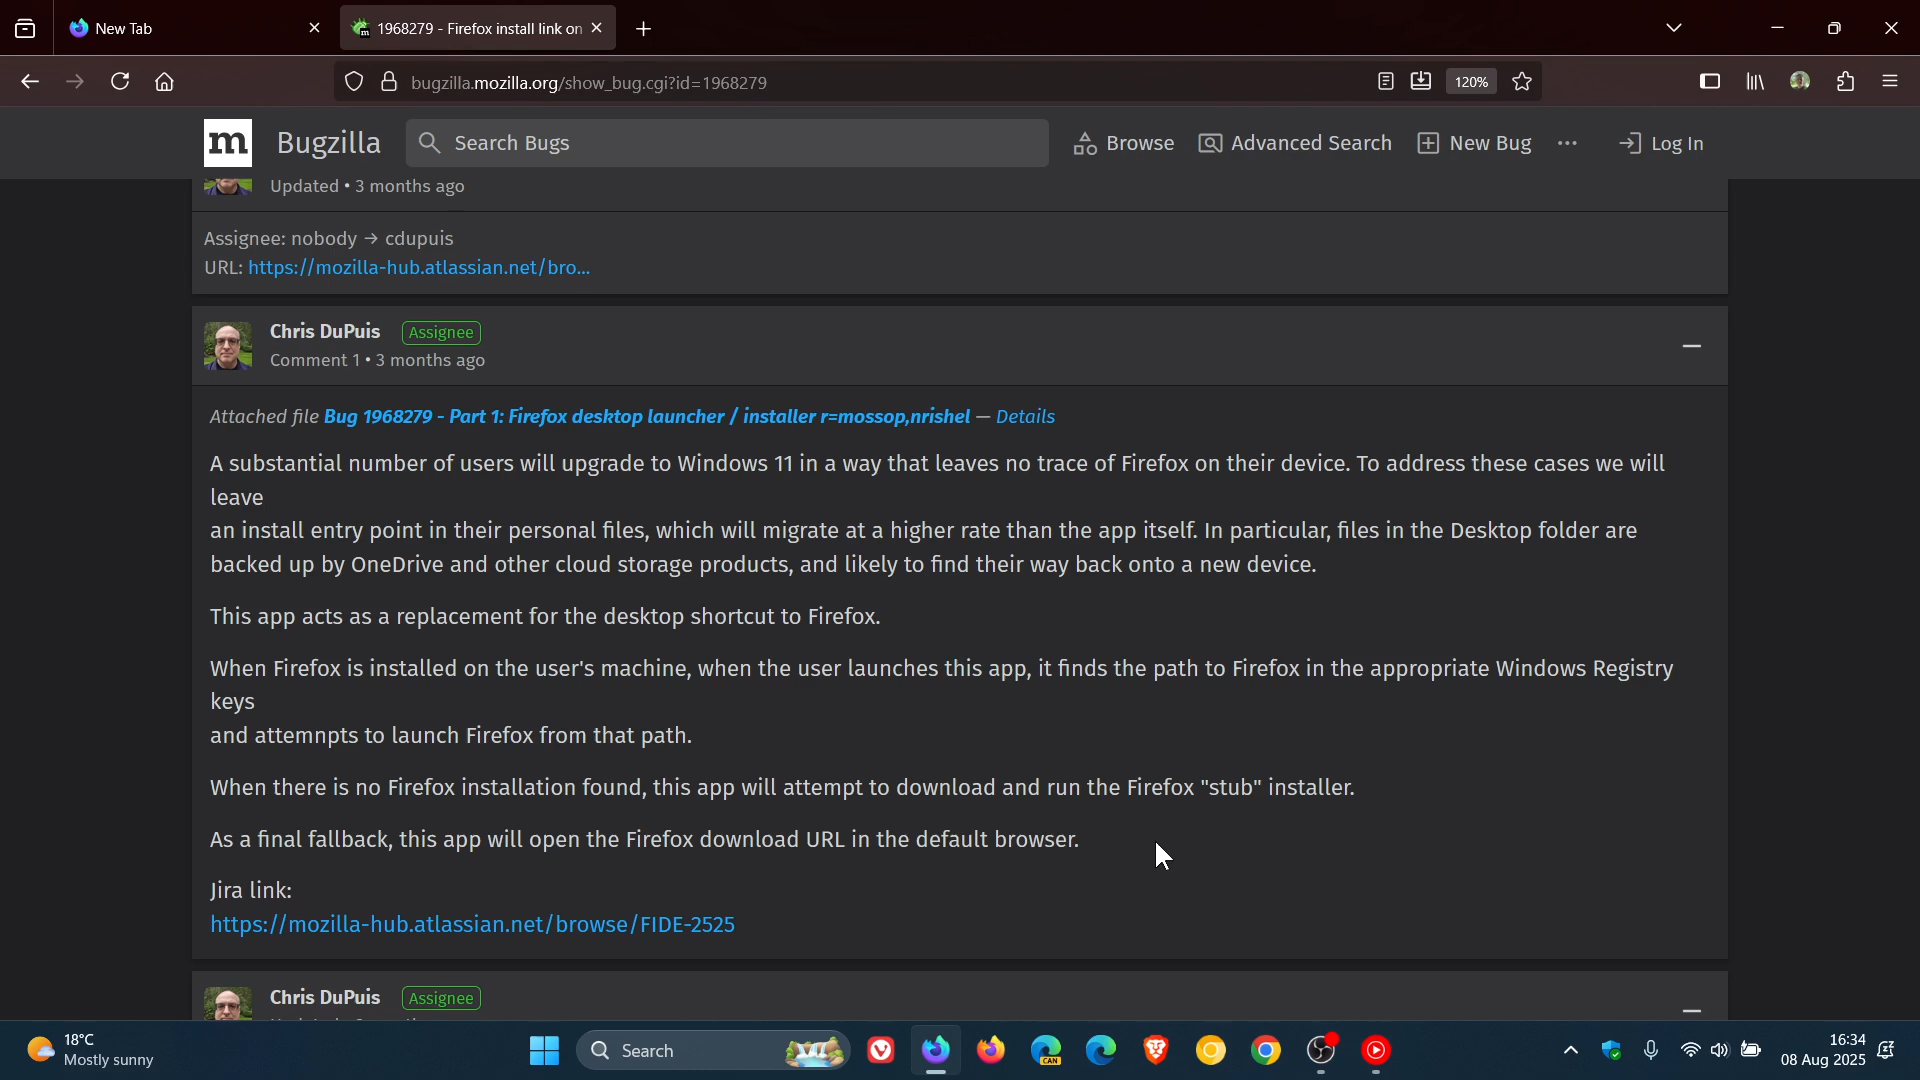 New Tab
1968279 - Firefox install link on
bugzilla.mozilla.org/show_bug.cgi?id=1968279
120%
m
Bugzilla
Search Bugs
Browse
Advanced Search
New Bug
Log In
Updated • 3 months ago
Assignee: nobody → cdupuis
URL: https://mozilla-hub.atlassian.net/bro...
Chris DuPuis Assignee
Comment 1 • 3 months ago
Attached file Bug 1968279 - Part 1: Firefox desktop launcher / installer r=mossop,nrishel — Details
A substantial number of users will upgrade to Windows 11 in a way that leaves no trace of Firefox on their device. To address these cases we will
leave
an install entry point in their personal files, which will migrate at a higher rate than the app itself. In particular, files in the Desktop folder are
backed up by OneDrive and other cloud storage products, and likely to find their way back onto a new device.
This app acts as a replacement for the desktop shortcut to Firefox.
When Firefox is installed on the user's machine, when the user launches this app, it finds the path to Firefox in the appropriate Windows Registry
keys
and attemnpts to launch Firefox from that path.
When there is no Firefox installation found, this app will attempt to download and run the Firefox "stub" installer.
As a final fallback, this app will open the Firefox download URL in the default browser.
Jira link:
https://mozilla-hub.atlassian.net/browse/FIDE-2525
Chris DuPuis Assignee
18°C
Mostly sunny
Search
CAN
16:34
08 Aug 2025